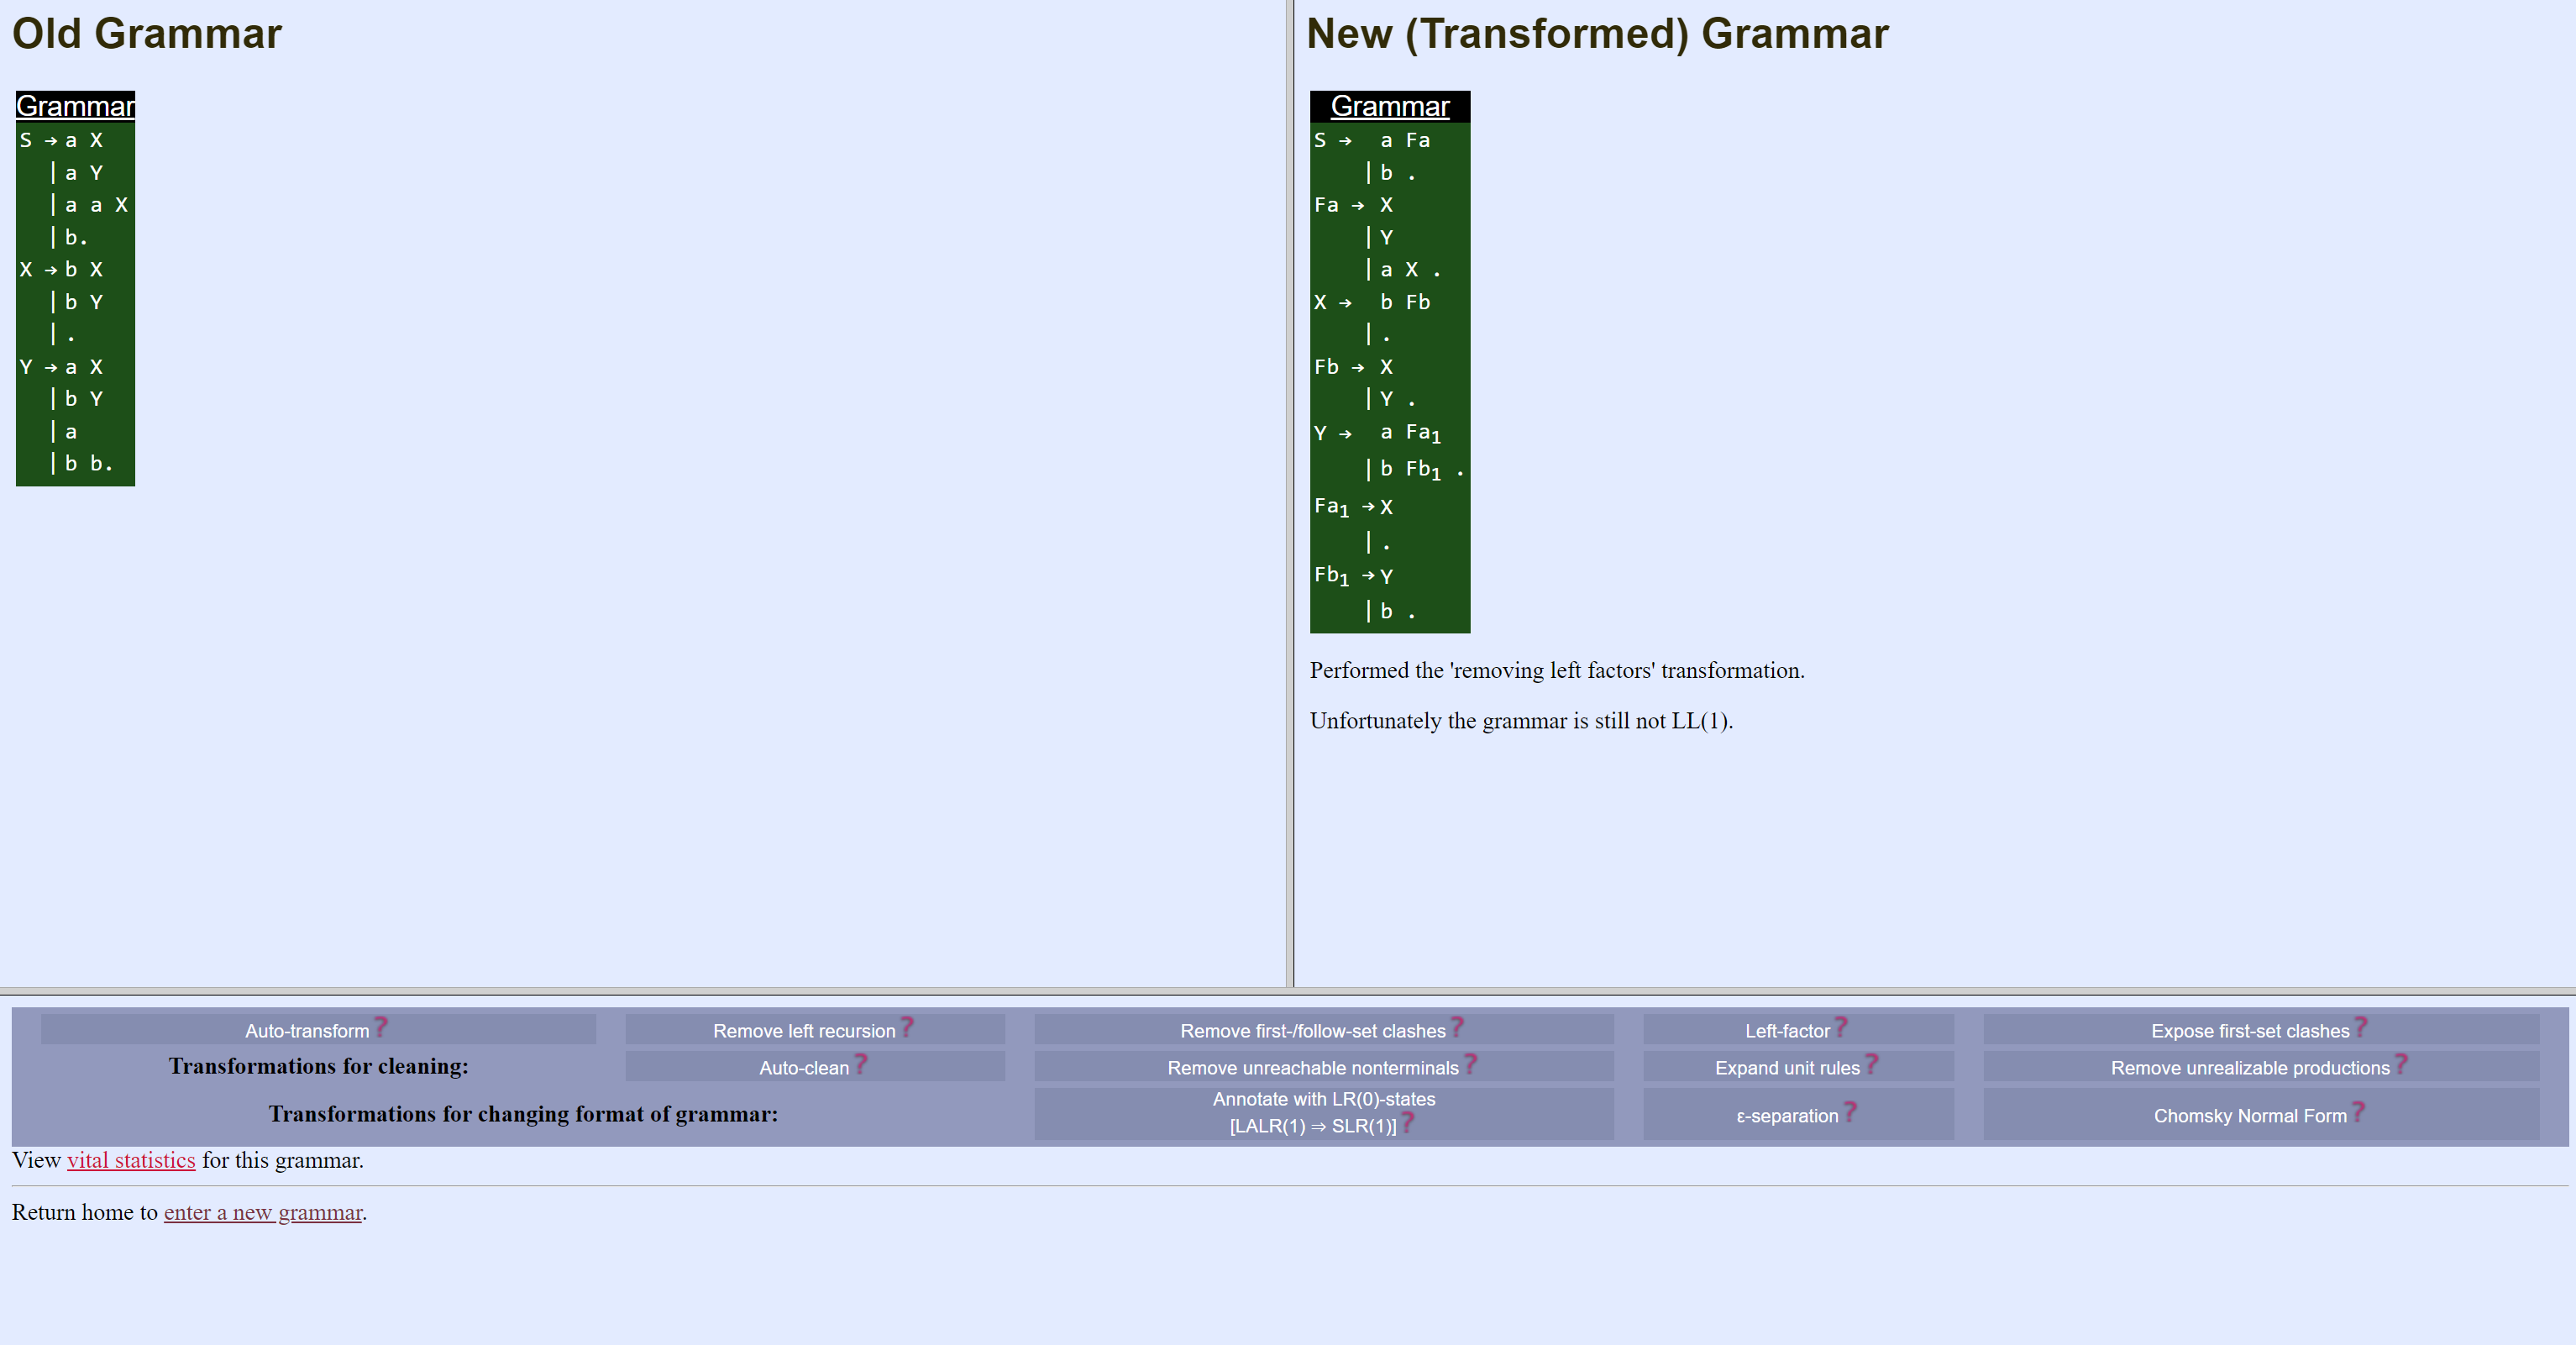 Old Grammar
Grammar
S → a X
| a Y
| a a X
| b.
X → b X
| b Y
| .
Y → a X
| b Y
| a
| b b.
New (Transformed) Grammar
Grammar
S → a Fa
| b .
Fa → X
| Y
| a X .
X → b Fb
| .
Fb → X
| Y .
Y → a Fa₁
| b Fb₁ .
Fa₁ → X
| .
Fb₁ → Y
| b .
Performed the 'removing left factors' transformation.
Unfortunately the grammar is still not LL(1).
Auto-transform ? Remove left recursion ? Remove first-/follow-set clashes ? Left-factor ? Expose first-set clashes ?
Transformations for cleaning: Auto-clean ? Remove unreachable nonterminals ? Expand unit rules ? Remove unrealizable productions ?
Transformations for changing format of grammar: Annotate with LR(0)-states
[LALR(1) ⇒ SLR(1)] ? ε-separation ? Chomsky Normal Form ?
View vital statistics for this grammar.
Return home to enter a new grammar.